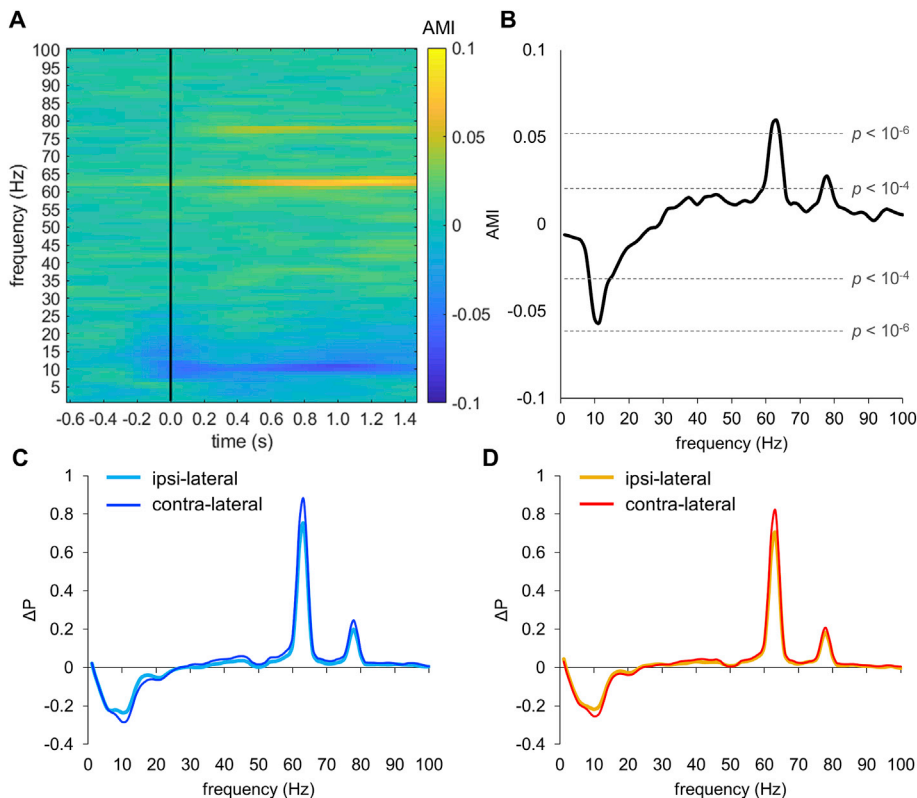 A
B
AMI
100
95
90
85
80
75
70
65
60
55
50
45
40
35
30
25
20
15
10
5
frequency (Hz)
-0.6 -0.4 -0.2 0.0 0.2 0.4 0.6 0.8 1.0 1.2 1.4
time (s)
0.1
0.05
0
-0.05
-0.1
0.1
0.05
0
-0.05
-0.1
AMI
p < 10-6
p < 10-4
p < 10-4
p < 10-6
0 10 20 30 40 50 60 70 80 90 100
frequency (Hz)
C
ipsi-lateral
contra-lateral
1
0.8
0.6
0.4
0.2
0
-0.2
-0.4
ΔP
0 10 20 30 40 50 60 70 80 90 100
frequency (Hz)
D
ipsi-lateral
contra-lateral
1
0.8
0.6
0.4
0.2
0
-0.2
-0.4
ΔP
0 10 20 30 40 50 60 70 80 90 100
frequency (Hz)